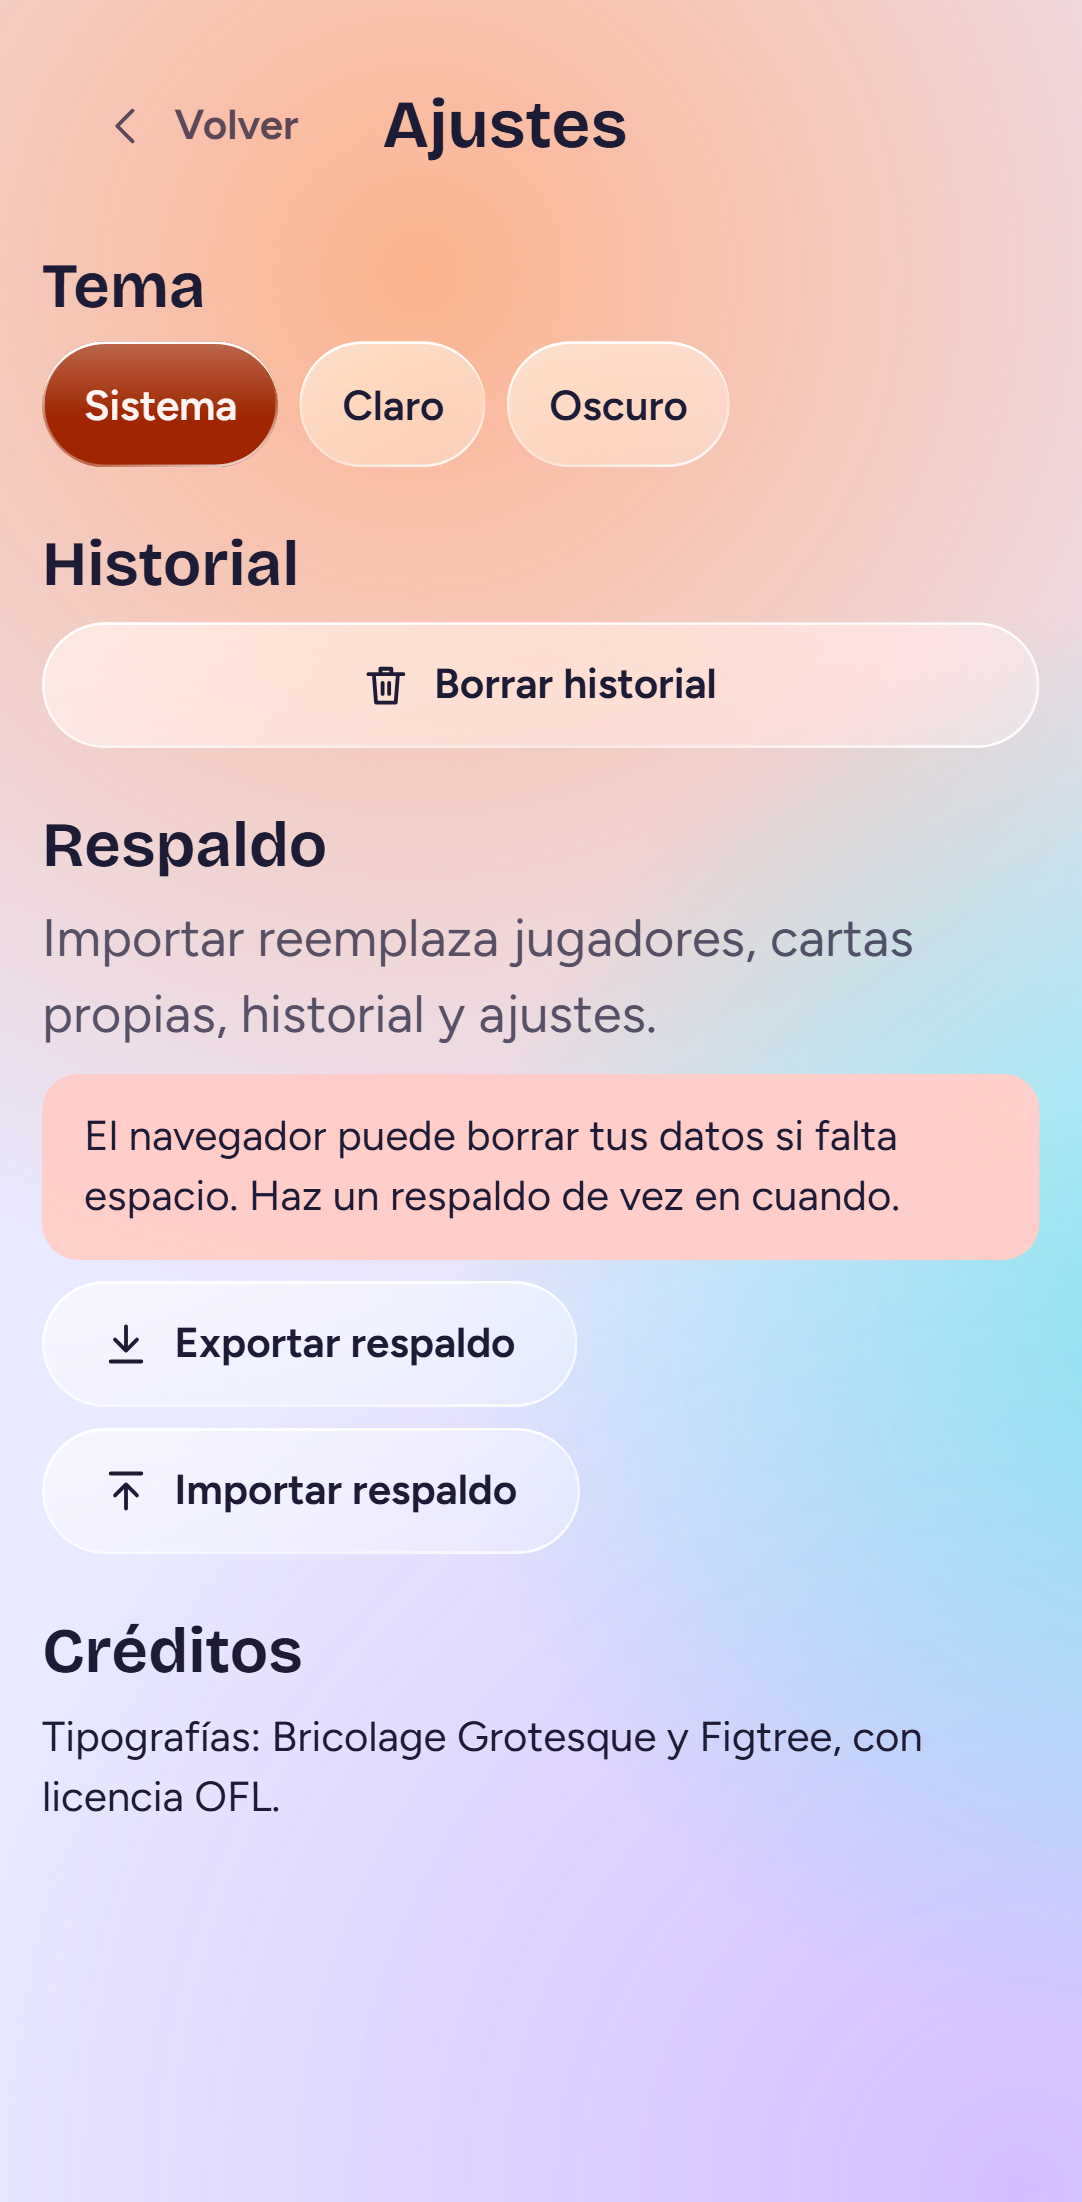 Volver
Ajustes
Tema
Sistema
Claro
Oscuro
Historial
Borrar historial
Respaldo
Importar reemplaza jugadores, cartas
propias, historial y ajustes.
El navegador puede borrar tus datos si falta
espacio. Haz un respaldo de vez en cuando.
Exportar respaldo
Importar respaldo
Créditos
Tipografías: Bricolage Grotesque y Figtree, con
licencia OFL.